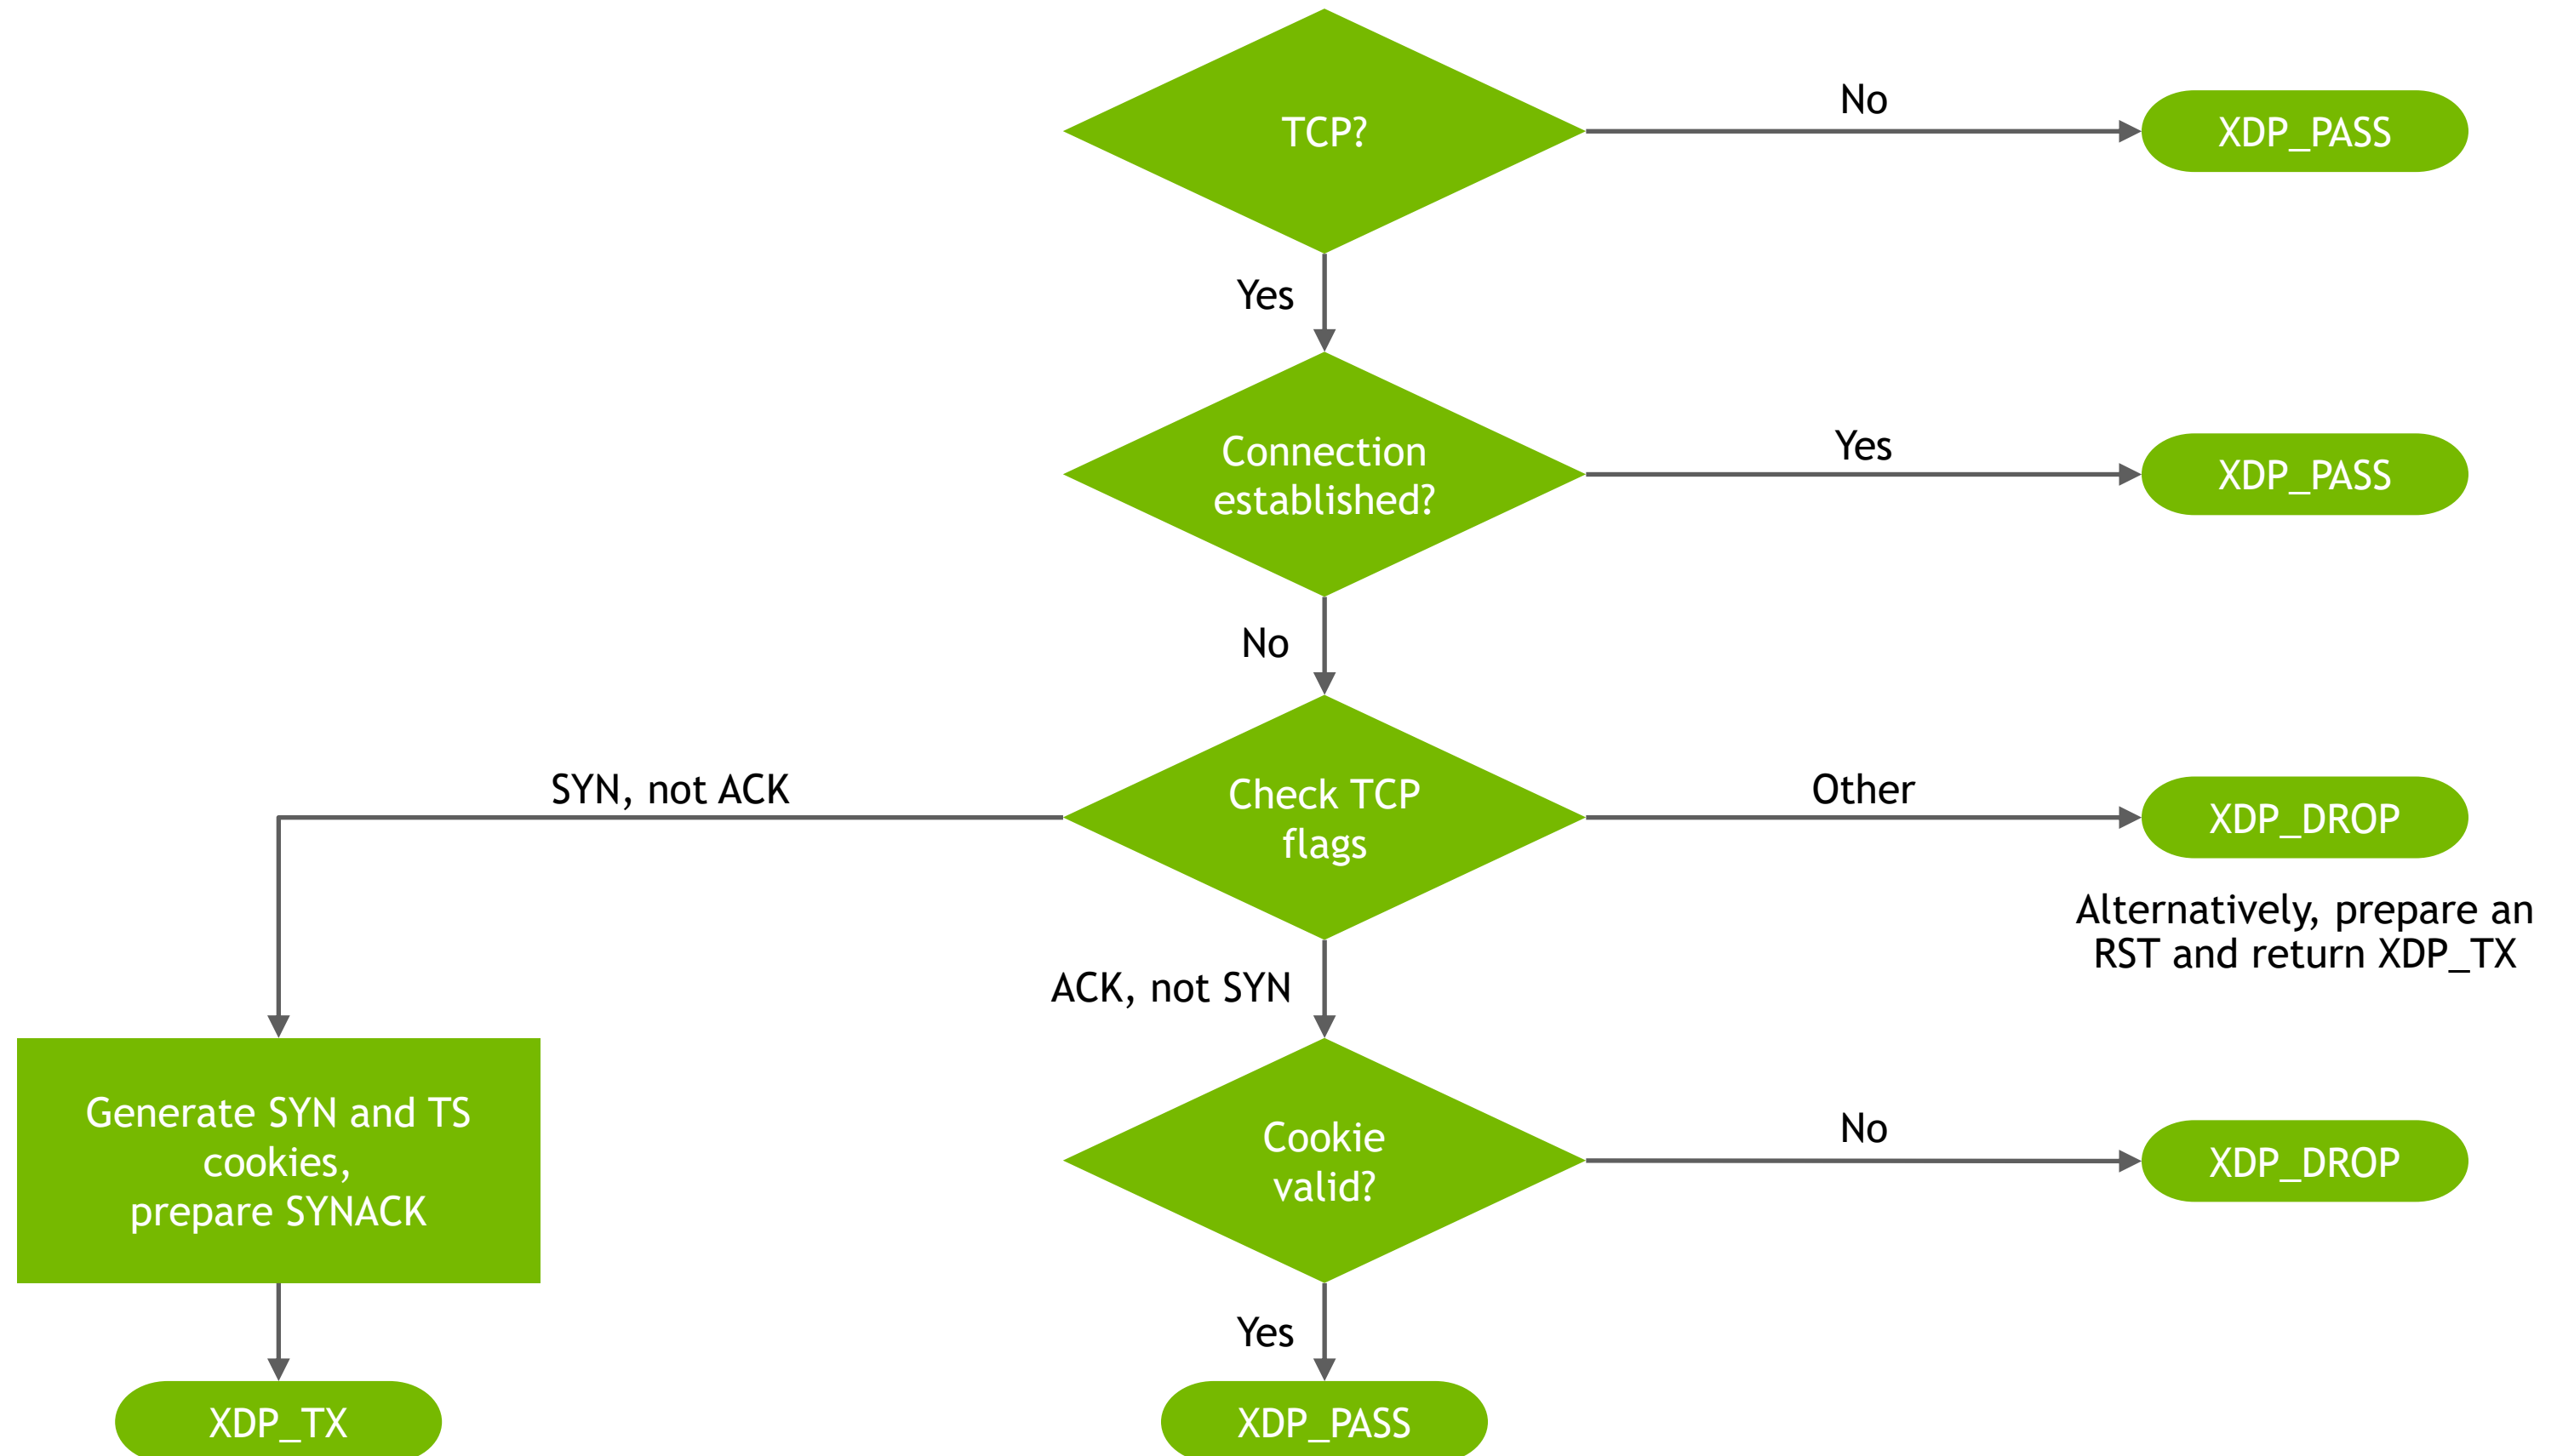 TCP?
No
XDP_PASS
Yes
Connection
established?
Yes
XDP_PASS
No
SYN, not ACK
Check TCP
flags
Other
XDP_DROP
Alternatively, prepare an
RST and return XDP_TX
ACK, not SYN
Generate SYN and TS
cookies,
prepare SYNACK
Cookie
valid?
No
XDP_DROP
Yes
XDP_TX
XDP_PASS